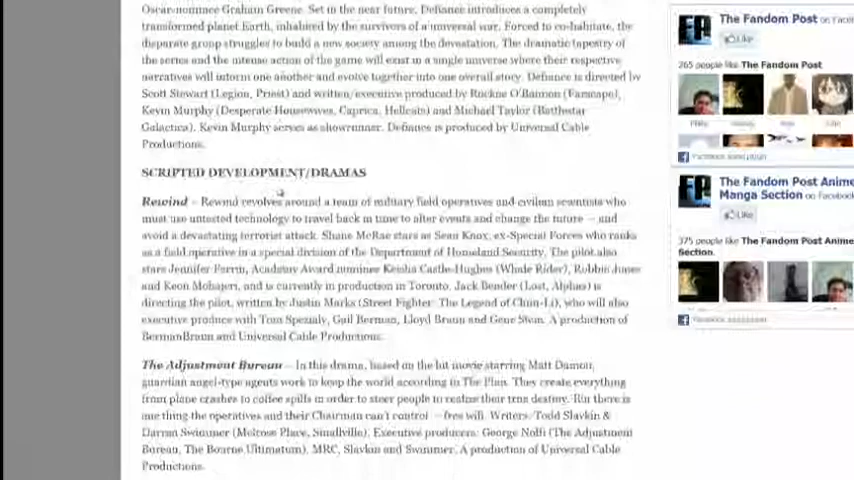 Oscar-nominee Graham Greene. Set in the near future, Defiance introduces a completely
transformed planet Earth, inhabited by the survivors of a universal war. Forced to co-habitate, the
disparate group struggles to build a new society among the devastation. The dramatic tapestry of
the series and the intense action of the game will exist in a single universe where their respective
narratives will inform one another and evolve together into one overall story. Defiance is directed by
Scott Stewart (Legion, Priest) and written/executive produced by Rockne O'Bannon (Farscape),
Kevin Murphy (Desperate Housewives, Caprica, Hellcats) and Michael Taylor (Battlestar
Galactica). Kevin Murphy serves as showrunner. Defiance is produced by Universal Cable
Productions.
SCRIPTED DEVELOPMENT/DRAMAS
Rewind – Rewind revolves around a team of military field operatives and civilian scientists who
must use untested technology to travel back in time to alter events and change the future – and
avoid a devastating terrorist attack. Shane McRae stars as Sean Knox, ex-Special Forces who ranks
as a field operative in a special division of the Department of Homeland Security. The pilot also
stars Jennifer Ferrin, Academy Award nominee Keisha Castle-Hughes (Whale Rider), Robbie Jones
and Keon Mohajeri, and is currently in production in Toronto. Jack Bender (Lost, Alphas) is
directing the pilot, written by Justin Marks (Street Fighter: The Legend of Chun-Li), who will also
executive produce with Tom Spezialy, Gail Berman, Lloyd Braun and Gene Stein. A production of
BermanBraun and Universal Cable Productions.
The Adjustment Bureau – In this drama, based on the hit movie starring Matt Damon,
guardian angel-type agents work to keep the world according to The Plan. They create everything
from plane crashes to coffee spills in order to steer people to realize their true destiny. But there is
one thing the operatives and their Chairman can't control – free will. Writers: Todd Slavkin &
Darren Swimmer (Melrose Place, Smallville). Executive producers: George Nolfi (The Adjustment
Bureau, The Bourne Ultimatum), MRC, Slavkin and Swimmer. A production of Universal Cable
Productions.
The Fandom Post on
Like
265 people like The Fandom Post
Facebook social plugin
The Fandom Post Anime
Manga Section on Facebook
Like
375 people like The Fandom Post Anime
Section.